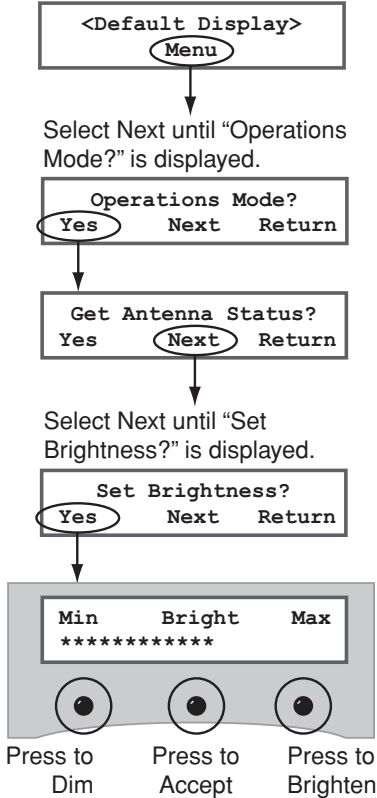 <Default Display>
Menu
Select Next until “Operations
Mode?” is displayed.
Operations Mode?
Yes Next Return
Get Antenna Status?
Yes Next Return
Select Next until “Set
Brightness?” is displayed.
Set Brightness?
Yes Next Return
Min Bright Max
************
Press to Dim
Press to Accept
Press to Brighten